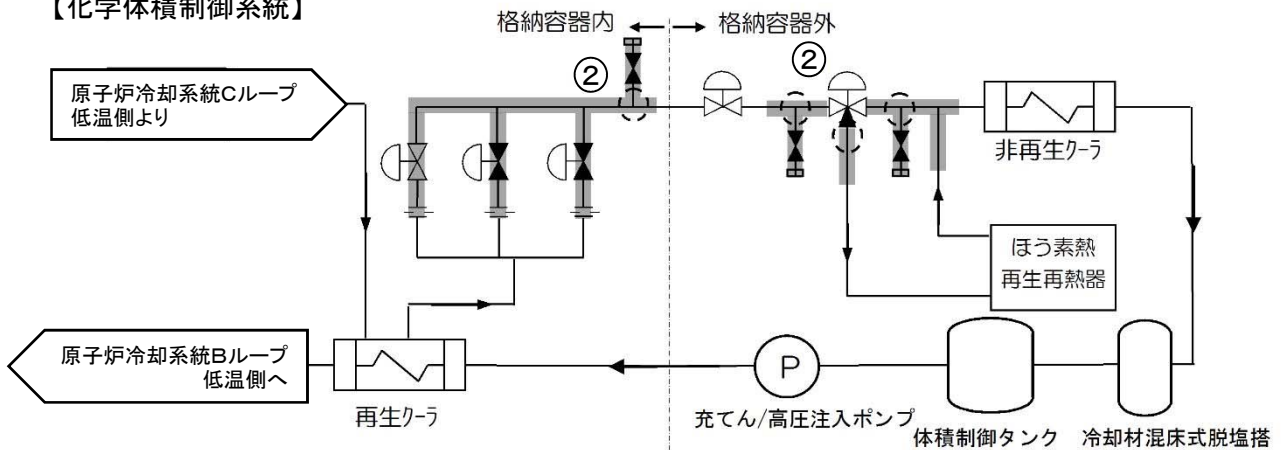 【化学体積制御系統】
格納容器内
格納容器外
②
②
原子炉冷却系統Cループ
低温側より
非再生クーラ
ほう素熱
再生再熱器
原子炉冷却系統Bループ
低温側へ
再生クーラ
P
充てん/高圧注入ポンプ
体積制御タンク
冷却材混床式脱塩搭